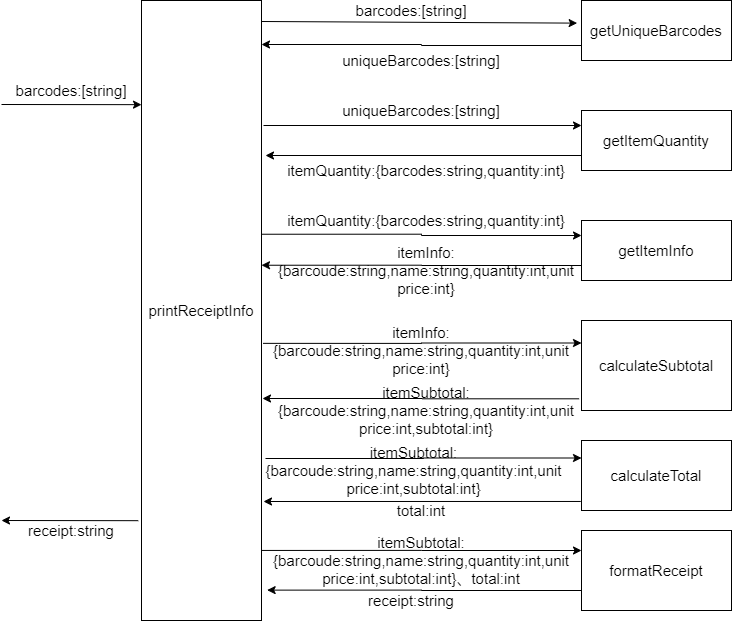 barcodes:[string]
getUniqueBarcodes
uniqueBarcodes:[string]
barcodes:[string]
uniqueBarcodes:[string]
getItemQuantity
itemQuantity:{barcodes:string,quantity:int}
itemQuantity:{barcodes:string,quantity:int}
getItemInfo
itemInfo:
{barcoude:string,name:string,quantity:int,unit
price:int}
printReceiptInfo
itemInfo:
{barcoude:string,name:string,quantity:int,unit
price:int}
calculateSubtotal
itemSubtotal:
{barcoude:string,name:string,quantity:int,unit
price:int,subtotal:int}
itemSubtotal:
{barcoude:string,name:string,quantity:int,unit
price:int,subtotal:int}
calculateTotal
total:int
receipt:string
itemSubtotal:
{barcoude:string,name:string,quantity:int,unit
price:int,subtotal:int}、total:int
formatReceipt
receipt:string